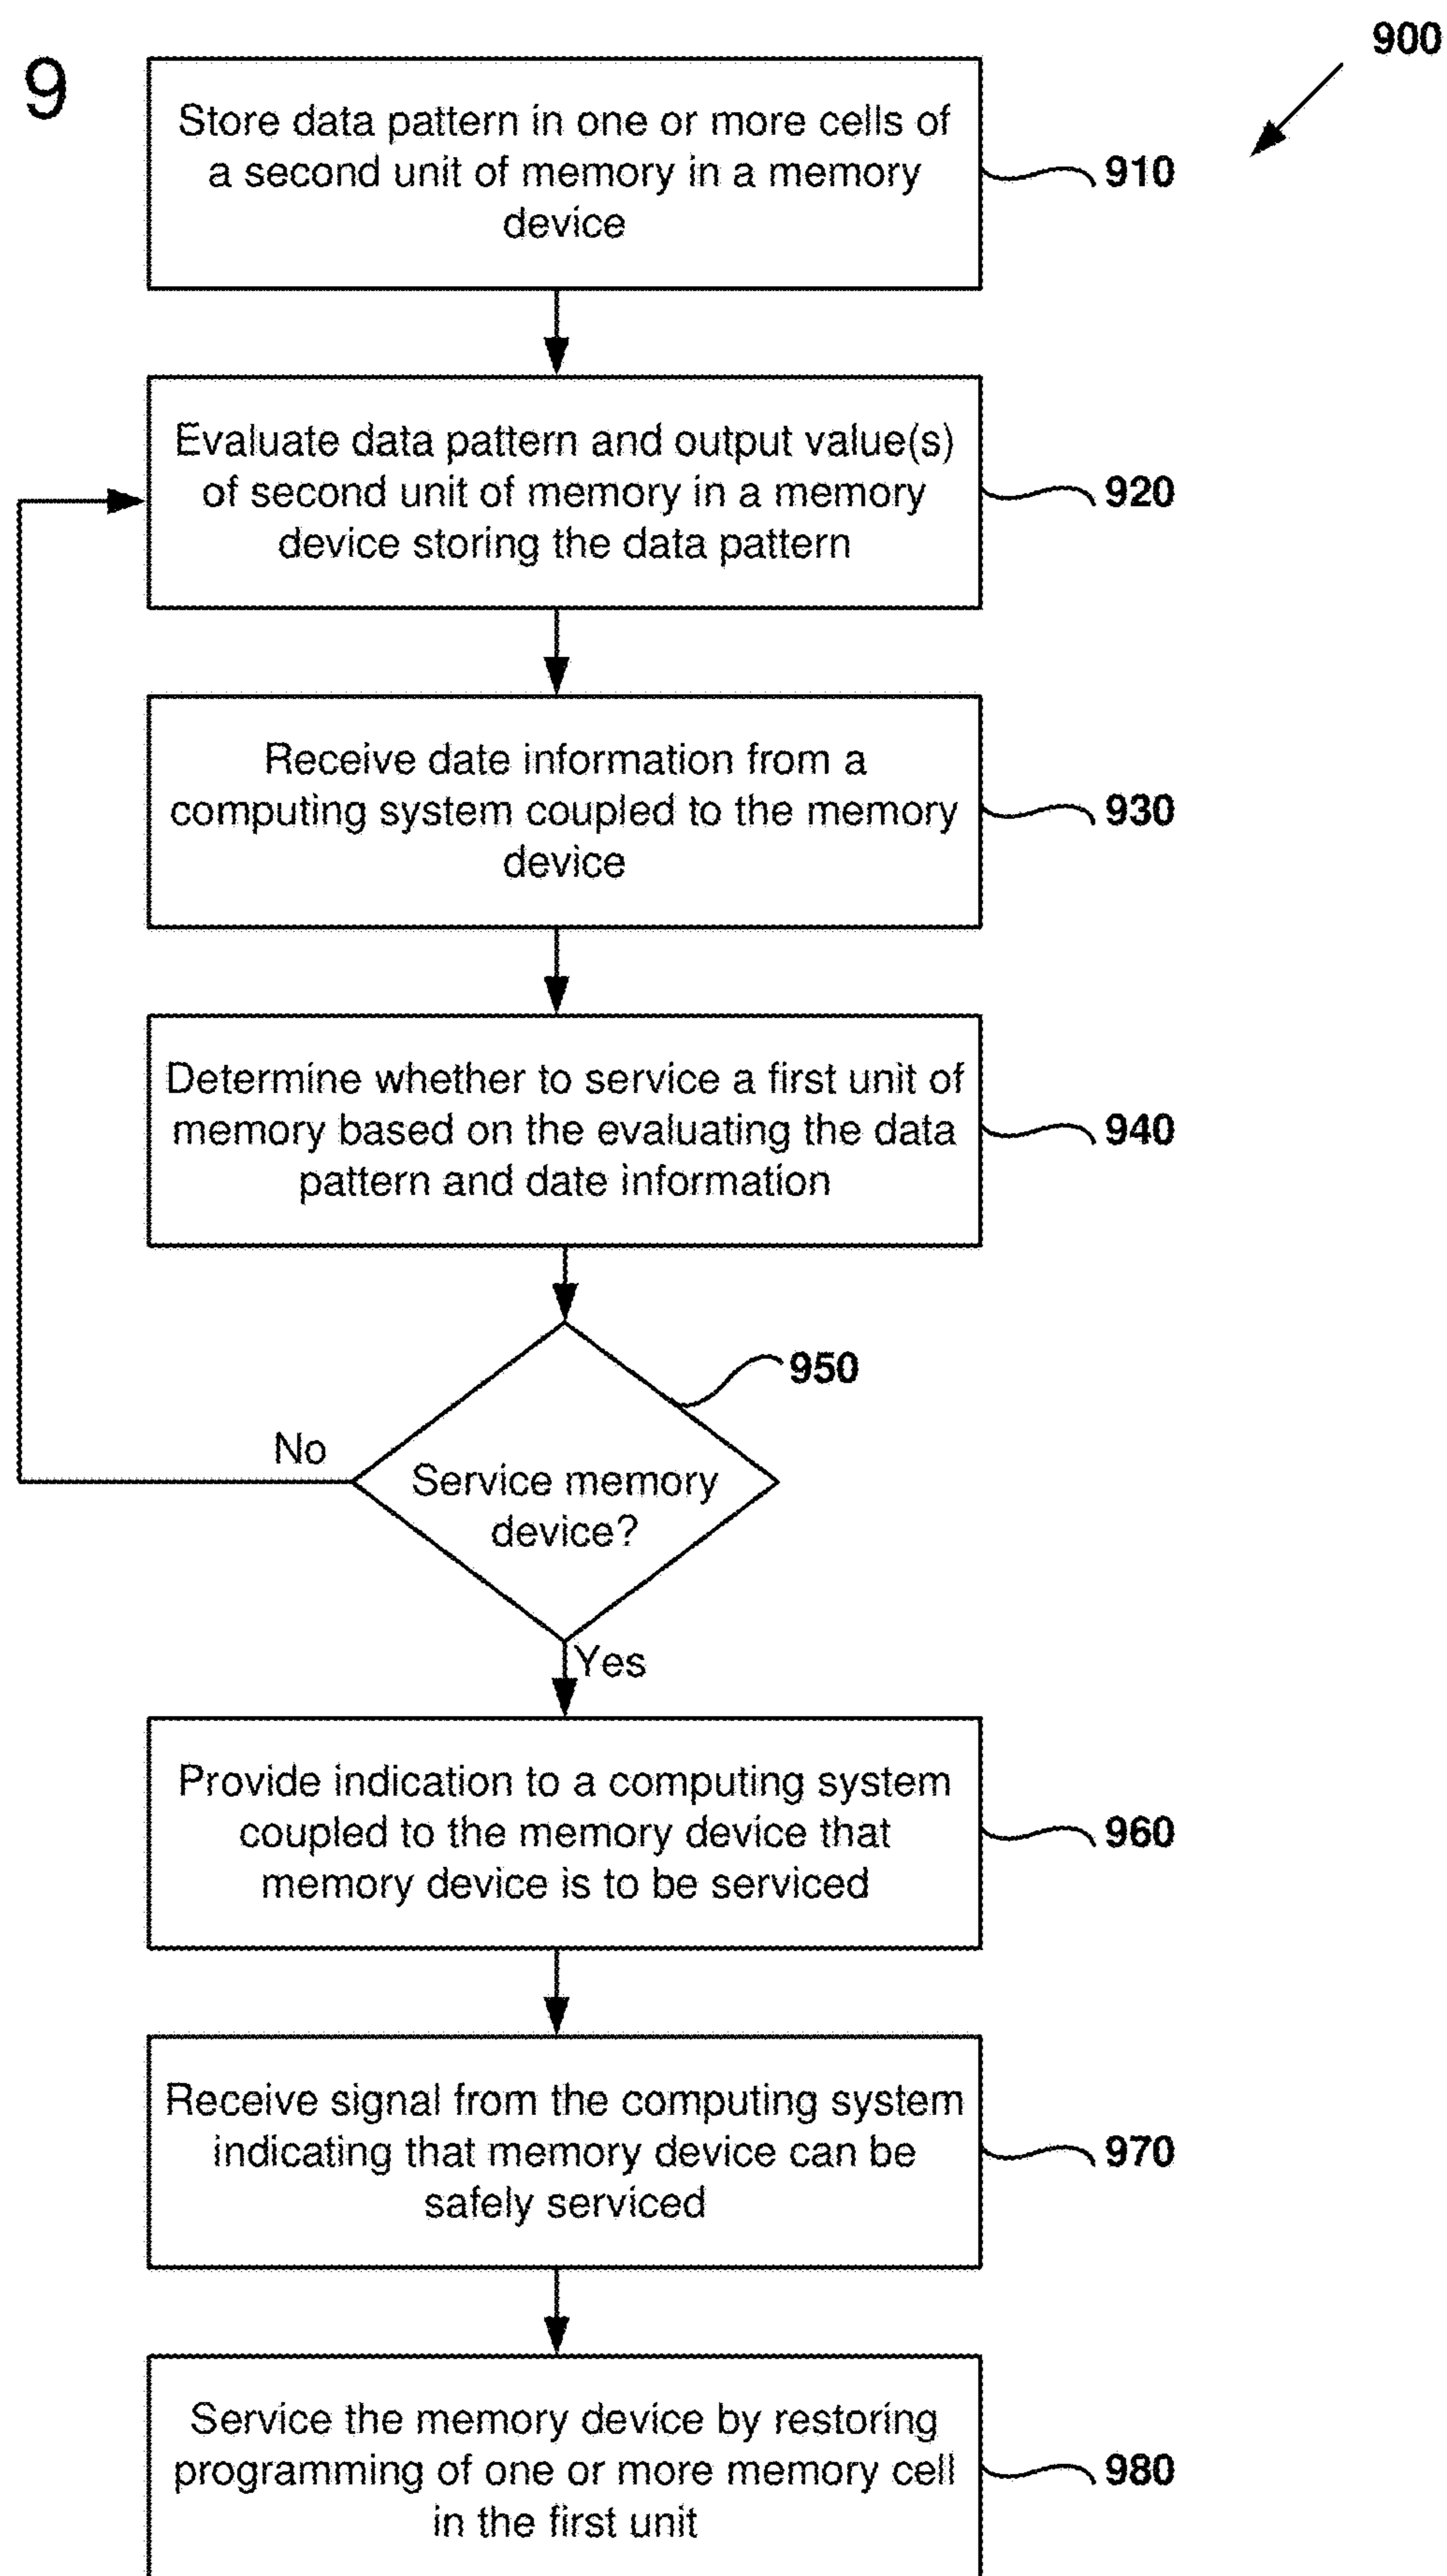 900
9
Store data pattern in one or more cells of
a second unit of memory in a memory
device
910
Evaluate data pattern and output value(s)
of second unit of memory in a memory
device storing the data pattern
920
Receive date information from a
computing system coupled to the memory
device
930
Determine whether to service a first unit of
memory based on the evaluating the data
pattern and date information
940
950
No
Service memory
device?
Yes
Provide indication to a computing system
coupled to the memory device that
memory device is to be serviced
960
Receive signal from the computing system
indicating that memory device can be
safely serviced
970
Service the memory device by restoring
programming of one or more memory cell
in the first unit
980